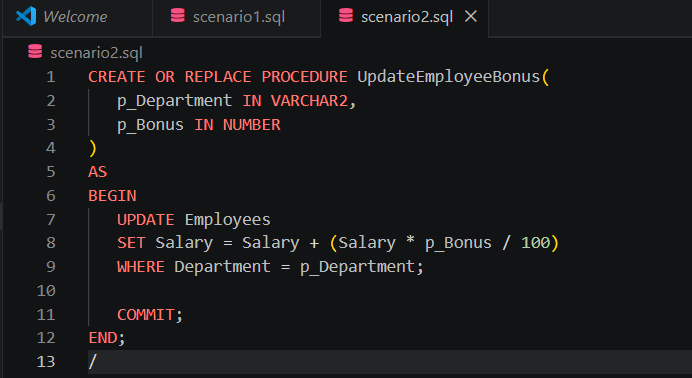 Welcome scenario1.sql scenario2.sql
scenario2.sql
1 CREATE OR REPLACE PROCEDURE UpdateEmployeeBonus(
2 p_Department IN VARCHAR2,
3 p_Bonus IN NUMBER
4 )
5 AS
6 BEGIN
7 UPDATE Employees
8 SET Salary = Salary + (Salary * p_Bonus / 100)
9 WHERE Department = p_Department;
10
11 COMMIT;
12 END;
13 /